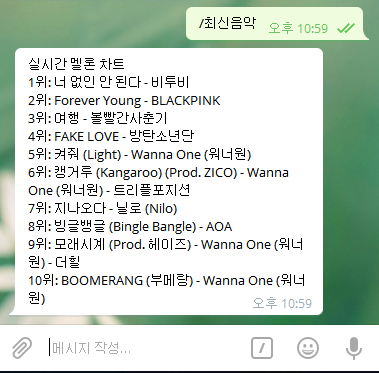 /최신음악 오후 10:59
실시간 멜론 차트
1위: 너 없인 안 된다 - 비투비
2위: Forever Young - BLACKPINK
3위: 여행 - 볼빨간사춘기
4위: FAKE LOVE - 방탄소년단
5위: 켜줘 (Light) - Wanna One (워너원)
6위: 캥거루 (Kangaroo) (Prod. ZICO) - Wanna
One (워너원) - 트리플포지션
7위: 지나오다 - 닐로 (Nilo)
8위: 빙글뱅글 (Bingle Bangle) - AOA
9위: 모래시계 (Prod. 헤이즈) - Wanna One (워너
원) - 더힐
10위: BOOMERANG (부메랑) - Wanna One (워너
원)
오후 10:59
메시지 작성...